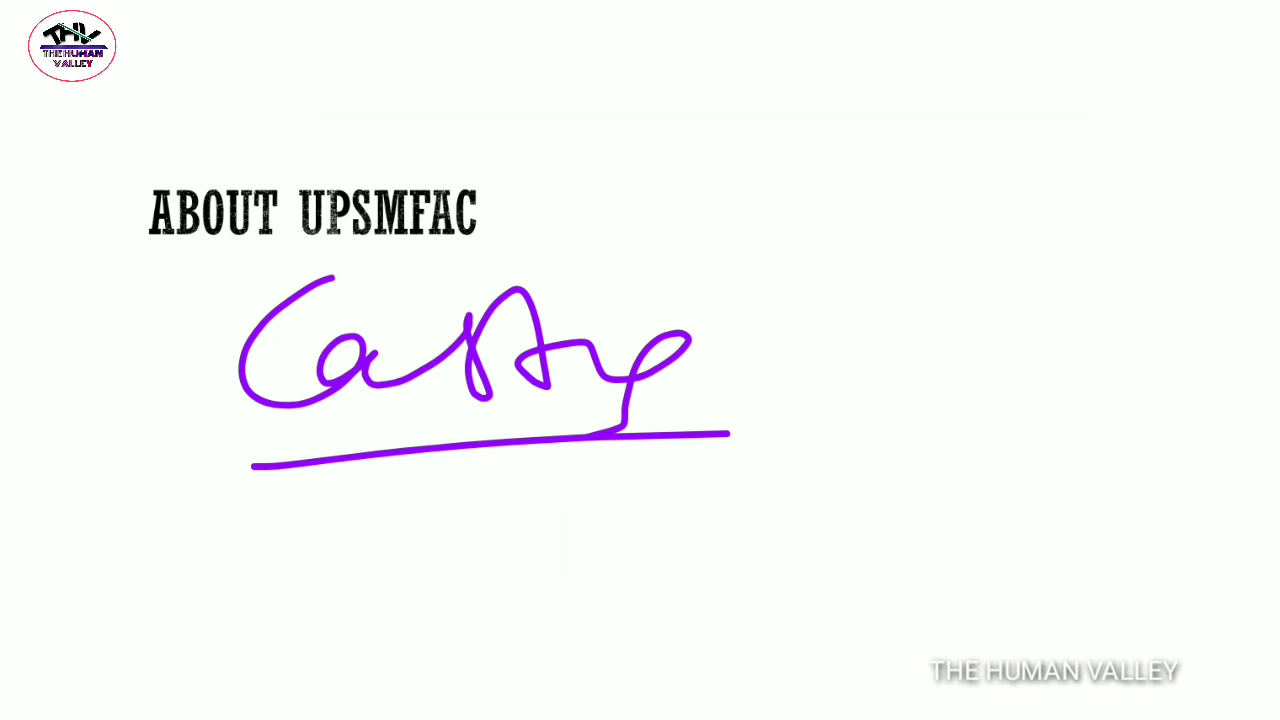 THV
THE HUMAN
VALLEY
ABOUT UPSMFAC
THE HUMAN VALLEY